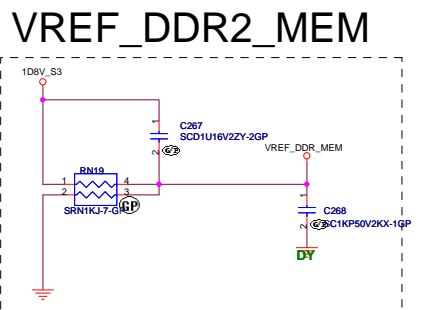 VREF_DDR2_MEM
1D8V_S3
1
C267
SCD1U16V2ZY-2GP
2
G/P
VREF_DDR_MEM
RN19
1
4
2
3
SRN1KJ-7-GP
GP
1
C268
SC1KP50V2KX-1GP
2
G/P
DY